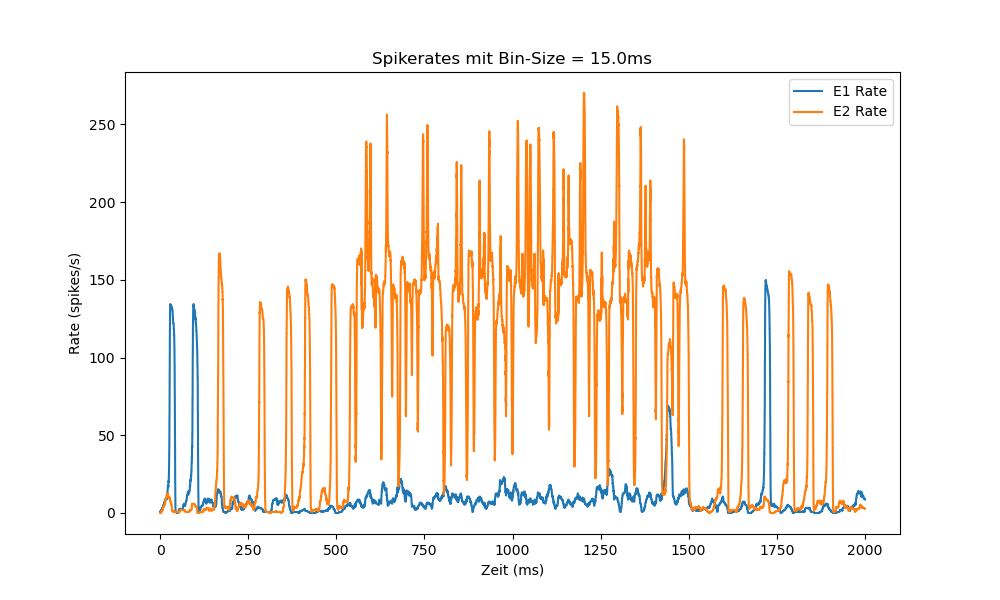 Spikerates mit Bin-Size = 15.0ms
E1 Rate
E2 Rate
Rate (spikes/s)
250
200
150
100
50
0
0 250 500 750 1000 1250 1500 1750 2000
Zeit (ms)